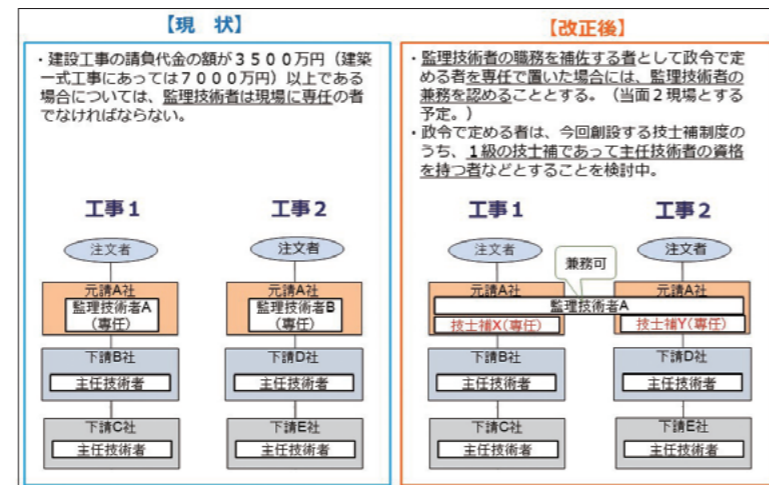 【現　状】
・建設工事の請負代金の額が３５００万円（建築
一式工事にあっては７０００万円）以上である
場合については、監理技術者は現場に専任の者
でなければならない。
工事１
工事２
注文者
注文者
元請A社
監理技術者A
（専任）
元請A社
監理技術者B
（専任）
下請B社
主任技術者
下請D社
主任技術者
下請C社
主任技術者
下請E社
主任技術者
【改正後】
・監理技術者の職務を補佐する者として政令で定
める者を専任で置いた場合には、監理技術者の
兼務を認めることとする。（当面２現場とする
予定。）
・政令で定める者は、今回創設する技士補制度の
うち、１級の技士補であって主任技術者の資格
を持つ者などとすることを検討中。
工事１
工事２
注文者
注文者
兼務可
元請A社
元請A社
監理技術者A
技士補X(専任)
技士補Y(専任)
下請B社
主任技術者
下請D社
主任技術者
下請C社
主任技術者
下請E社
主任技術者